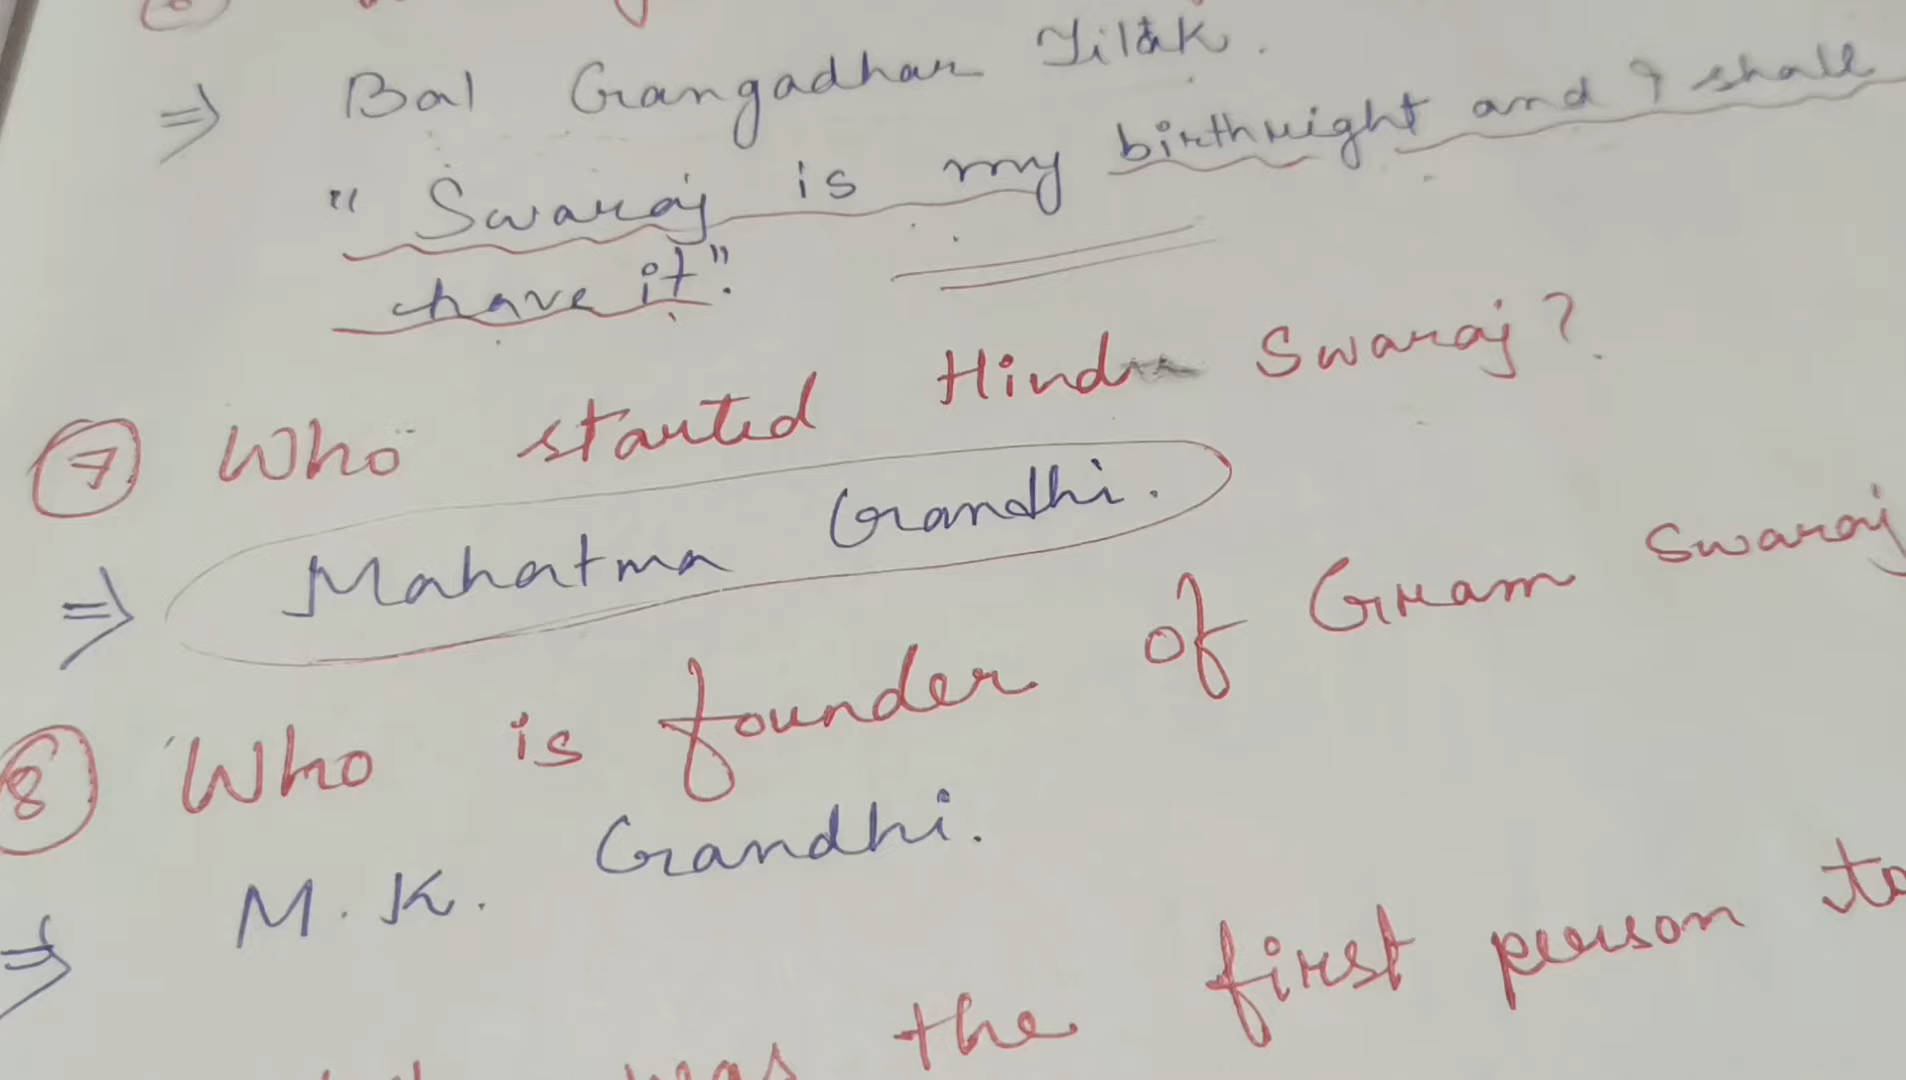 ⇒ Bal Gangadhar Tilak.
"Swaraj is my birthright and I shall
have it".
7 Who started Hind Swaraj?
⇒ Mahatma Gandhi.
8 Who is founder of Gram Swaraj
⇒ M. K. Gandhi.
was the first person to